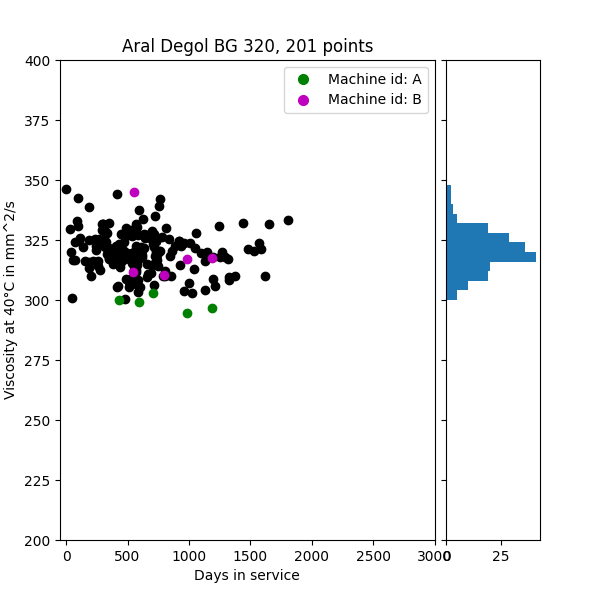 Aral Degol BG 320, 201 points
Machine id: A
Machine id: B
Viscosity at 40°C in mm^2/s
400
375
350
325
300
275
250
225
200
0 500 1000 1500 2000 2500 3000
0 25
Days in service